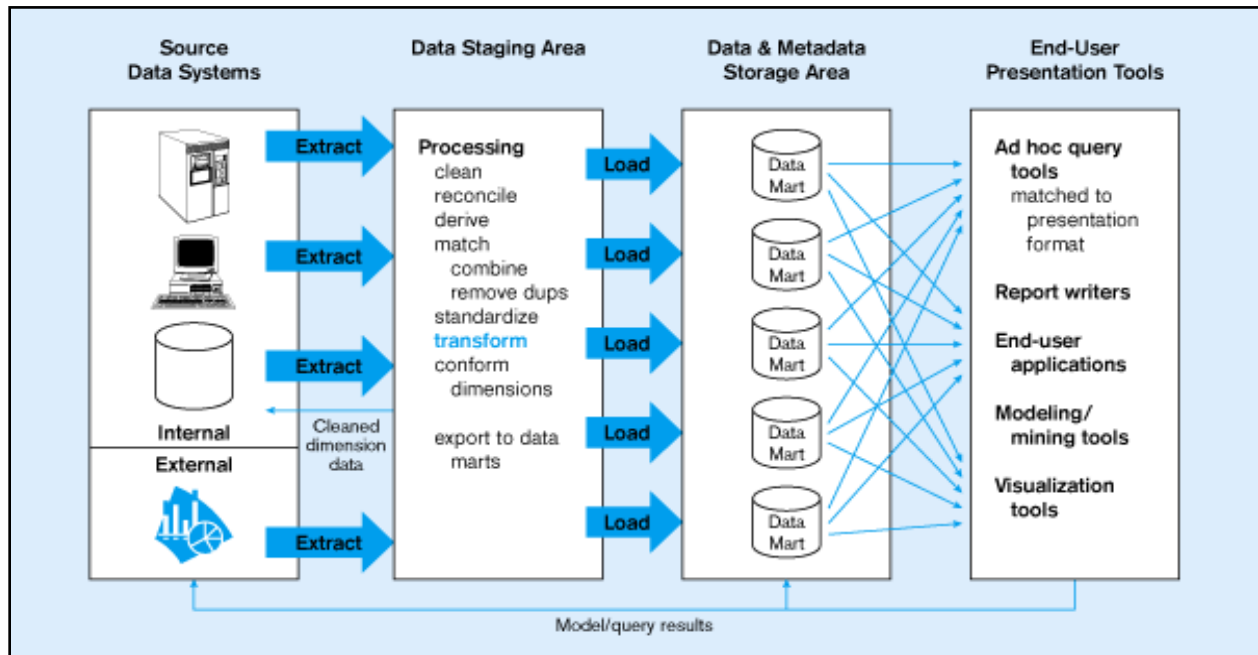 Source
Data Systems
Data Staging Area
Data & Metadata
Storage Area
End-User
Presentation Tools
Extract
Extract
Extract
Internal
External
Extract
Cleaned
dimension
data
Processing
clean
reconcile
derive
match
combine
remove dups
standardize
transform
conform
dimensions
export to data
marts
Load
Load
Load
Load
Load
Data
Mart
Data
Mart
Data
Mart
Data
Mart
Data
Mart
Ad hoc query
tools
matched to
presentation
format
Report writers
End-user
applications
Modeling/
mining tools
Visualization
tools
Model/query results